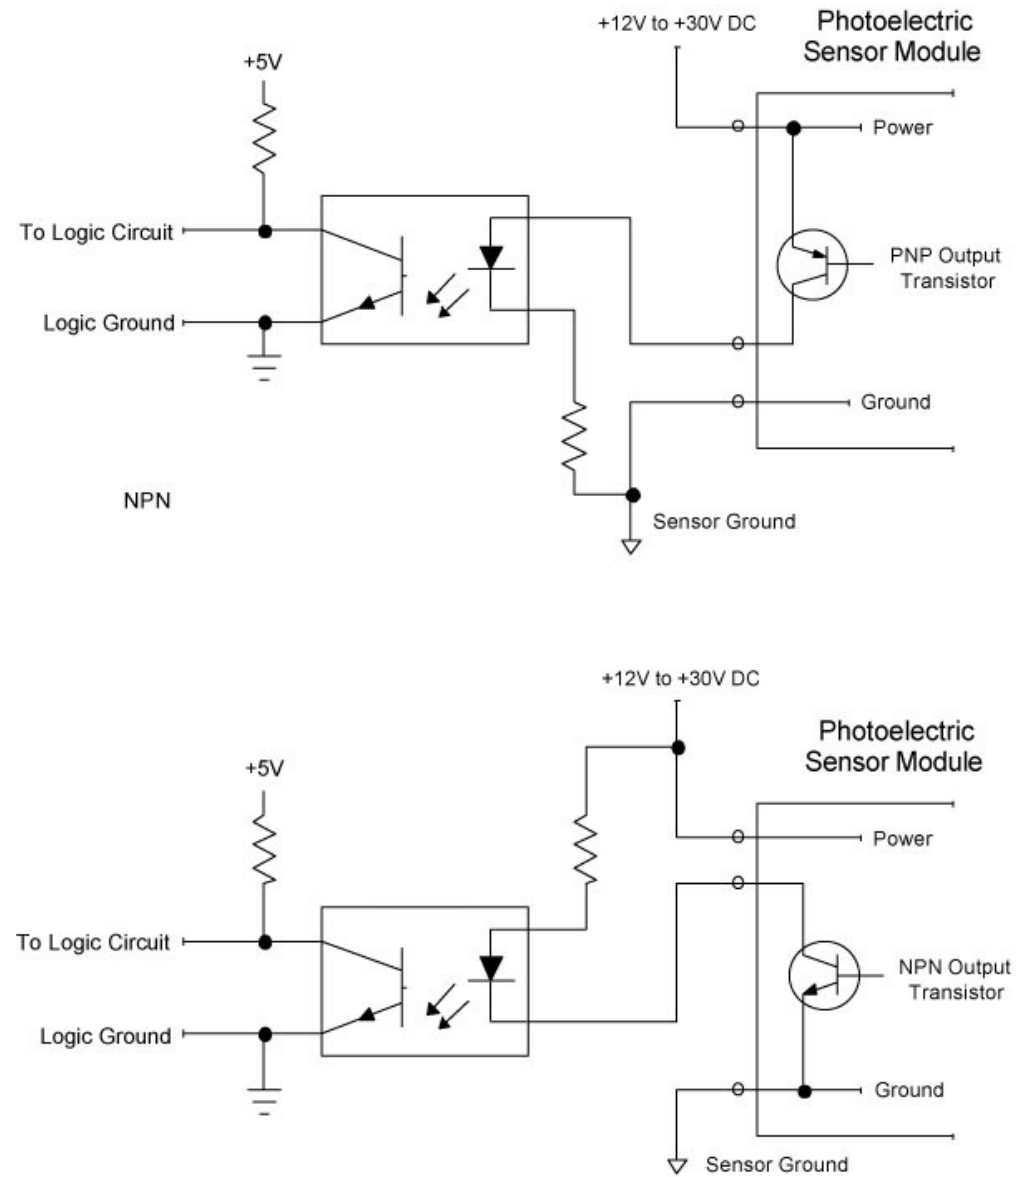 +12V to +30V DC
Photoelectric
Sensor Module
+5V
Power
To Logic Circuit
PNP Output
Transistor
Logic Ground
Ground
NPN
Sensor Ground
+12V to +30V DC
Photoelectric
Sensor Module
+5V
Power
To Logic Circuit
NPN Output
Transistor
Logic Ground
Ground
Sensor Ground